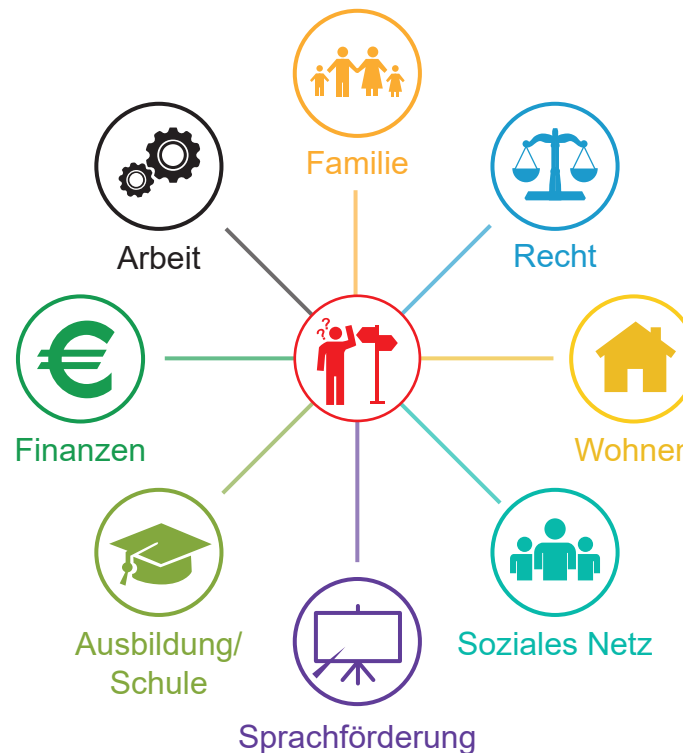 Familie
Arbeit
Recht
Finanzen
Wohnen
Ausbildung/
Schule
Soziales Netz
Sprachförderung
??
?